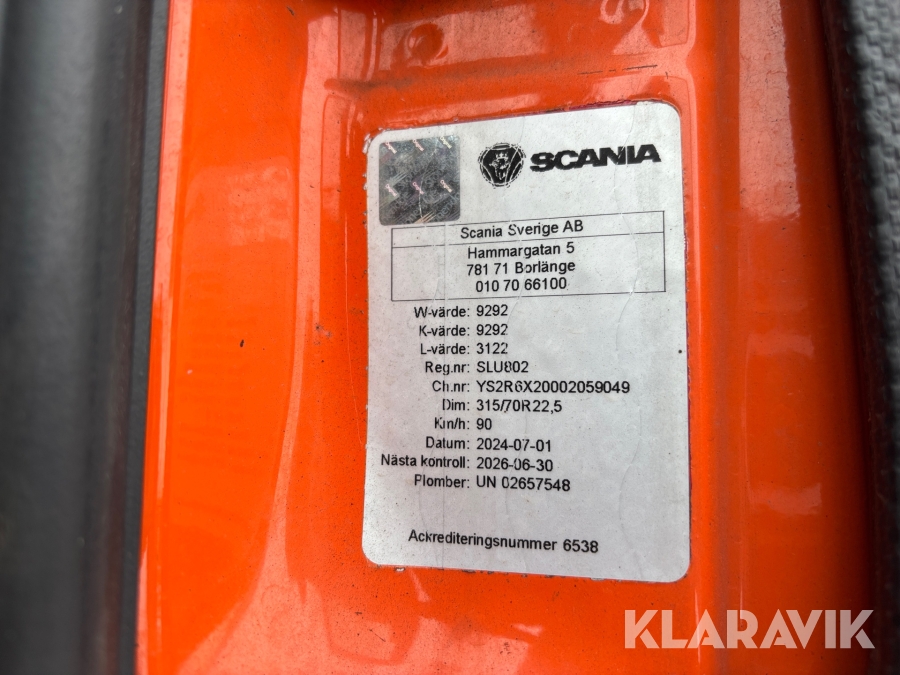 SCANIA
Scania Sverige AB
Hammargatan 5
781 71 Borlänge
010 70 66100
W-värde: 9292
K-värde: 9292
L-värde: 3122
Reg.nr: SLU802
Ch.nr: YS2R6X20002059049
Dim: 315/70R22,5
Km/h: 90
Datum: 2024-07-01
Nästa kontroll: 2026-06-30
Plomber: UN 02657548
Ackrediteringsnummer 6538
KLARAVIK